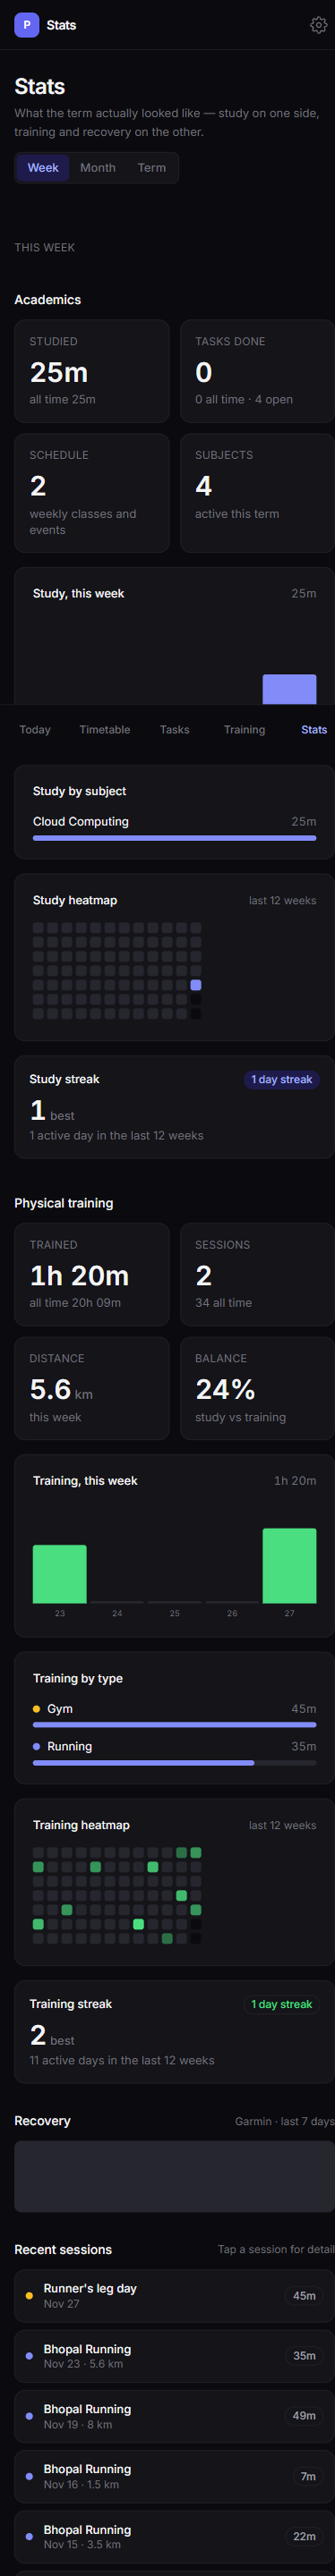 P Stats
Stats
What the term actually looked like — study on one side,
training and recovery on the other.
Week Month Term
THIS WEEK
Academics
STUDIED
25m
all time 25m
TASKS DONE
0
0 all time · 4 open
SCHEDULE
2
weekly classes and
events
SUBJECTS
4
active this term
Study, this week 25m
Today Timetable Tasks Training Stats
Study by subject
Cloud Computing 25m
Study heatmap last 12 weeks
Study streak 1 day streak
1 best
1 active day in the last 12 weeks
Physical training
TRAINED
1h 20m
all time 20h 09m
SESSIONS
2
34 all time
DISTANCE
5.6 km
this week
BALANCE
24%
study vs training
Training, this week 1h 20m
23 24 25 26 27
Training by type
Gym 45m
Running 35m
Training heatmap last 12 weeks
Training streak 1 day streak
2 best
11 active days in the last 12 weeks
Recovery Garmin · last 7 days
Recent sessions Tap a session for detail
Runner's leg day
Nov 27
45m
Bhopal Running
Nov 23 · 5.6 km
35m
Bhopal Running
Nov 19 · 8 km
49m
Bhopal Running
Nov 16 · 1.5 km
7m
Bhopal Running
Nov 15 · 3.5 km
22m